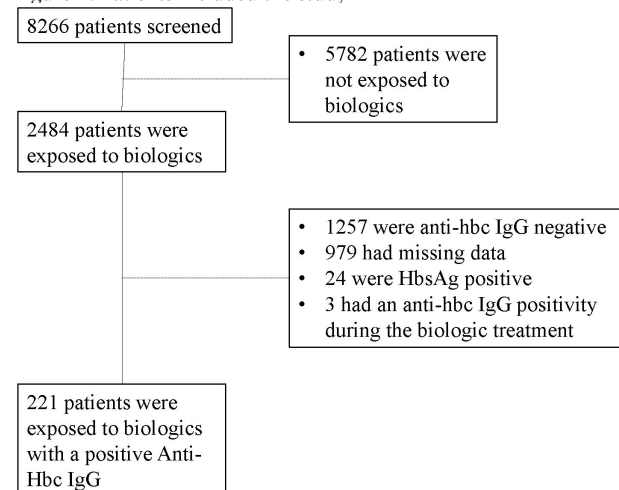 8266 patients screened
• 5782 patients were
not exposed to
biologics
2484 patients were
exposed to biologics
• 1257 were anti-hbc IgG negative
• 979 had missing data
• 24 were HbsAg positive
• 3 had an anti-hbc IgG positivity
during the biologic treatment
221 patients were
exposed to biologics
with a positive Anti-
Hbc IgG